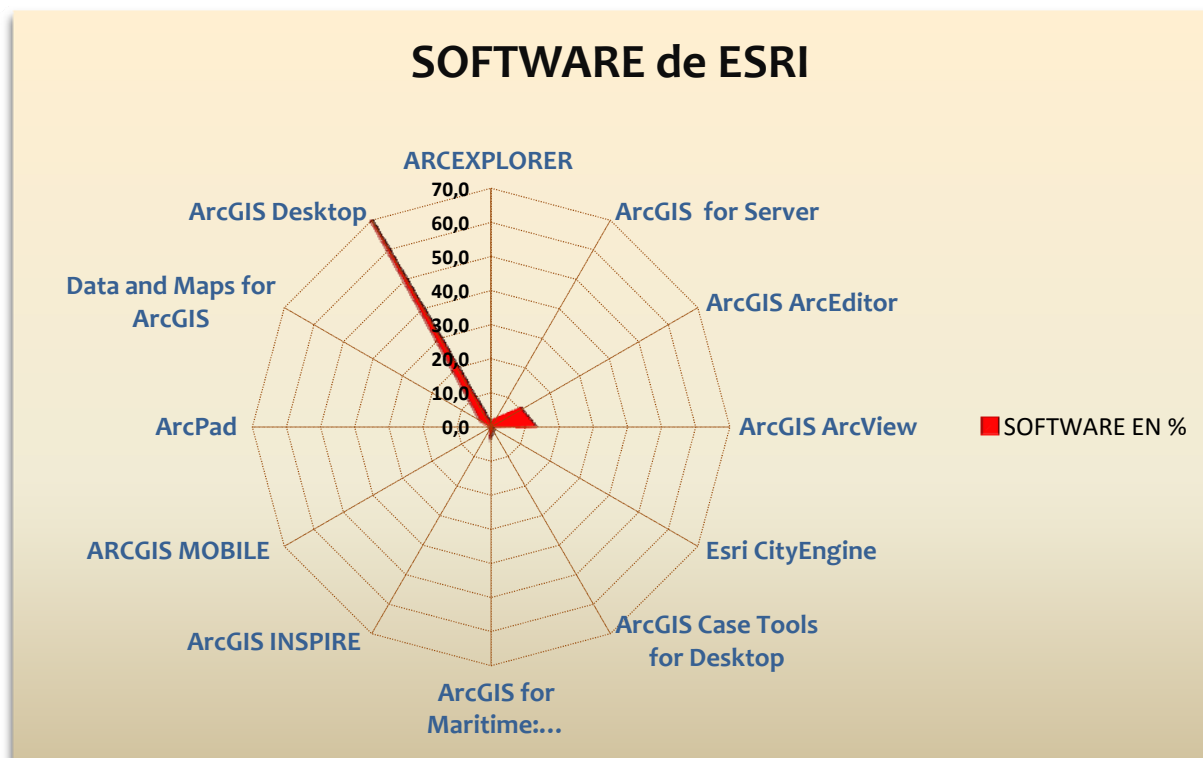 SOFTWARE de ESRI
ARCEXPLORER
70,0
ArcGIS Desktop
ArcGIS for Server
60,0
50,0
Data and Maps for
ArcGIS
ArcGIS ArcEditor
40,0
30,0
20,0
10,0
0,0
ArcPad
ArcGIS ArcView
SOFTWARE EN %
ARCGIS MOBILE
Esri CityEngine
ArcGIS INSPIRE
ArcGIS Case Tools
for Desktop
ArcGIS for
Maritime:...